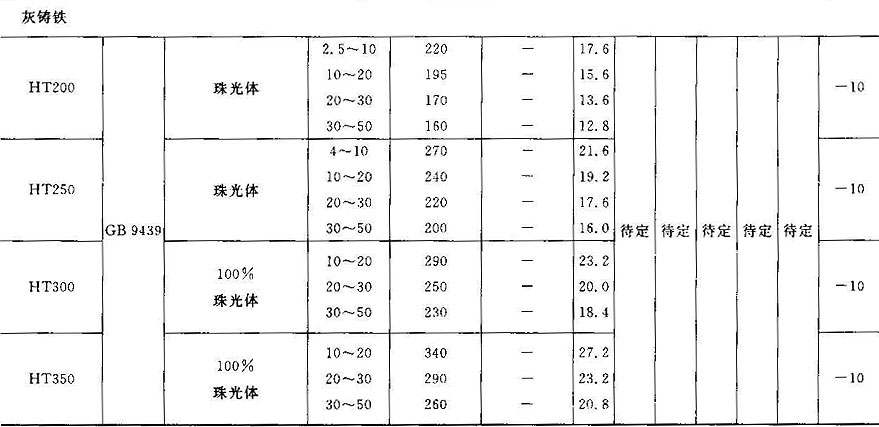 灰铸铁
2.5～10 220 — 17.6
HT200 珠光体 10～20 195 — 15.6 —10
20～30 170 — 13.6
30～50 160 — 12.8
4～10 270 — 21.6
HT250 珠光体 10～20 240 — 19.2 —10
20～30 220 — 17.6
GB 9439 30～50 200 — 16.0 待定 待定 待定 待定 待定
100% 10～20 290 — 23.2
HT300 珠光体 20～30 250 — 20.0 —10
30～50 230 — 18.4
100% 10～20 340 — 27.2
HT350 珠光体 20～30 290 — 23.2 —10
30～50 260 — 20.8